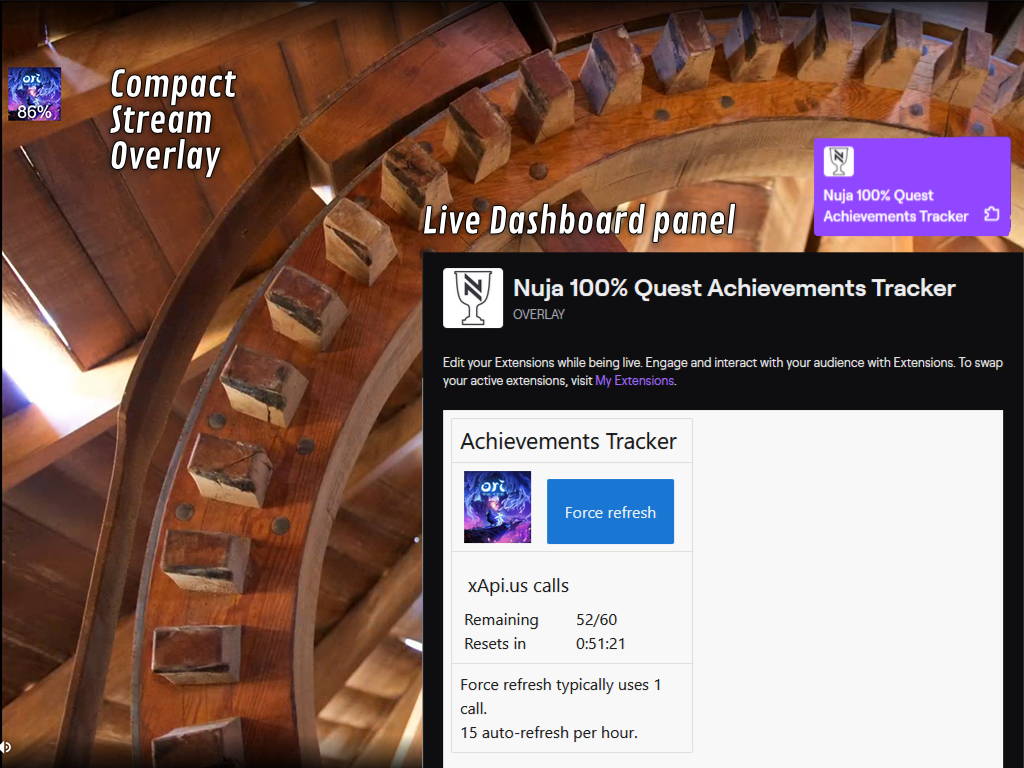 ori
86%
Compact
Stream
Overlay
Live Dashboard panel
N
Nuja 100% Quest
Achievements Tracker
N
Nuja 100% Quest Achievements Tracker
OVERLAY
Edit your Extensions while being live. Engage and interact with your audience with Extensions. To swap
your active extensions, visit My Extensions.
Achievements Tracker
ori
Force refresh
xApi.us calls
Remaining 52/60
Resets in 0:51:21
Force refresh typically uses 1
call.
15 auto-refresh per hour.